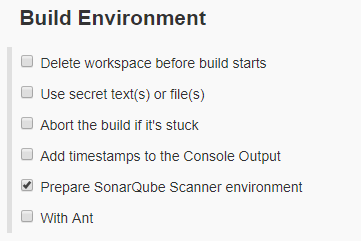 Build Environment
Delete workspace before build starts
Use secret text(s) or file(s)
Abort the build if it's stuck
Add timestamps to the Console Output
Prepare SonarQube Scanner environment
With Ant